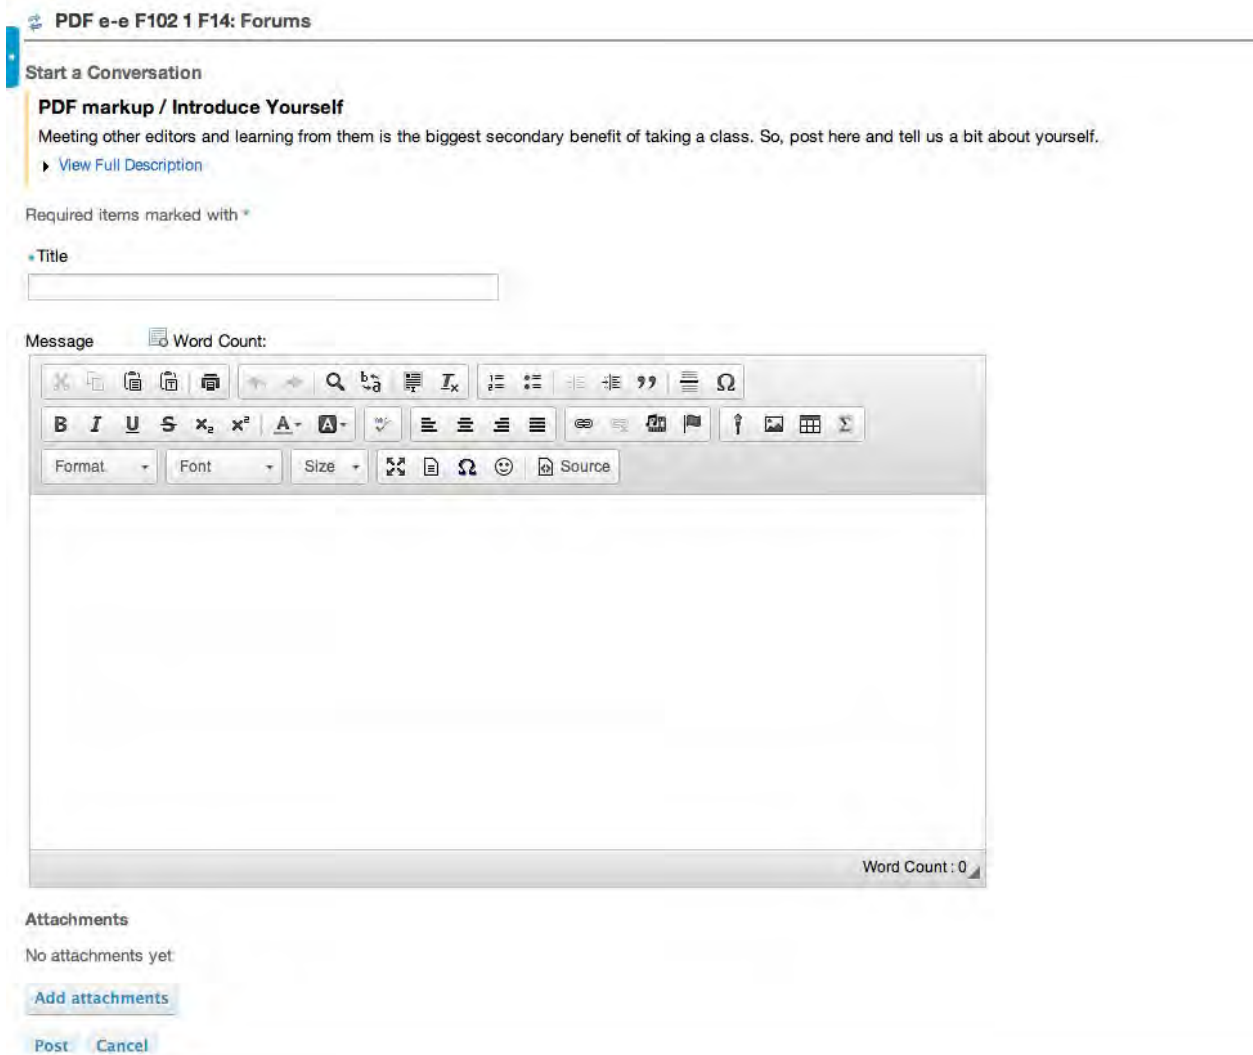 PDF e-e F102 1 F14: Forums
Start a Conversation
PDF markup / Introduce Yourself
Meeting other editors and learning from them is the biggest secondary benefit of taking a class. So, post here and tell us a bit about yourself.
View Full Description
Required items marked with *
* Title
Message Word Count:
B I U S x₂ x² A A
Format Font Size Ω Source
Word Count : 0
Attachments
No attachments yet
Add attachments
Post Cancel